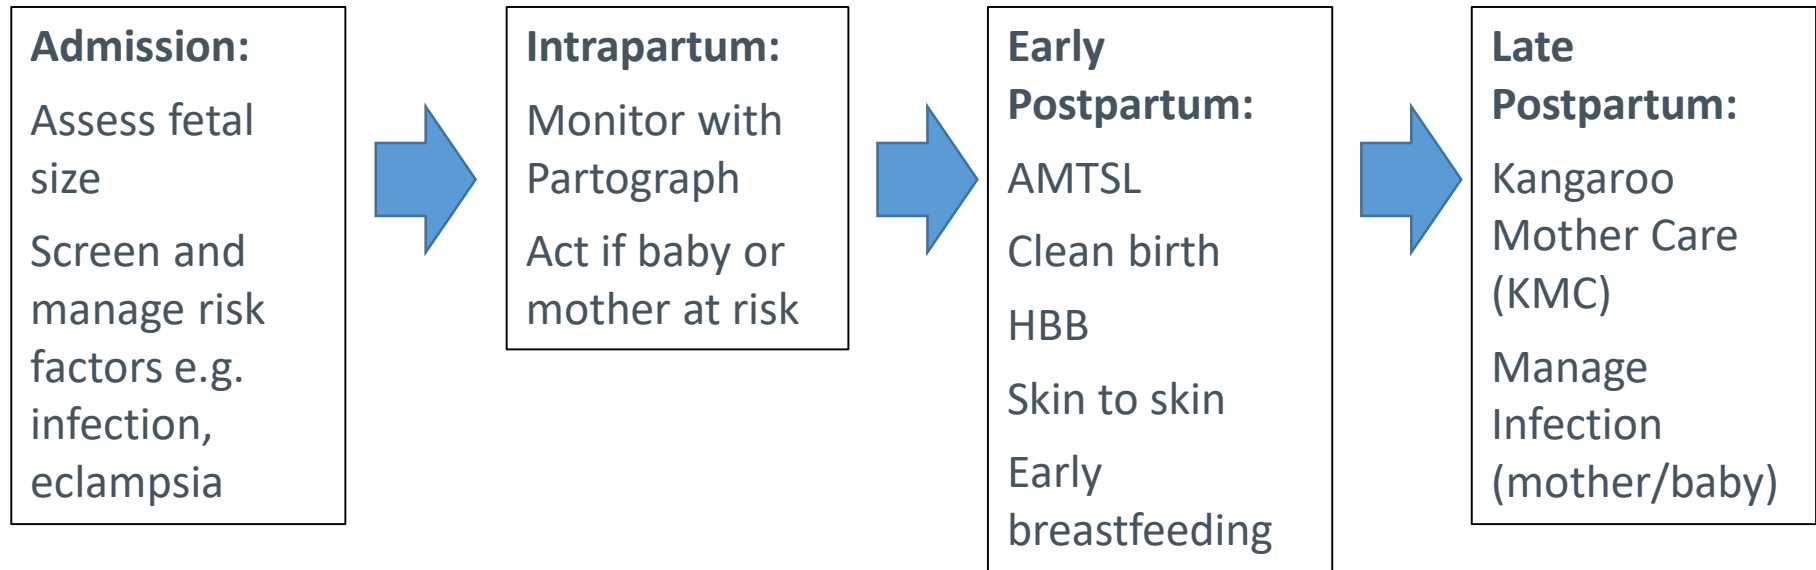 Admission:
Assess fetal
size
Screen and
manage risk
factors e.g.
infection,
eclampsia
Intrapartum:
Monitor with
Partograph
Act if baby or
mother at risk
Early
Postpartum:
AMTSL
Clean birth
HBB
Skin to skin
Early
breastfeeding
Late
Postpartum:
Kangaroo
Mother Care
(KMC)
Manage
Infection
(mother/baby)